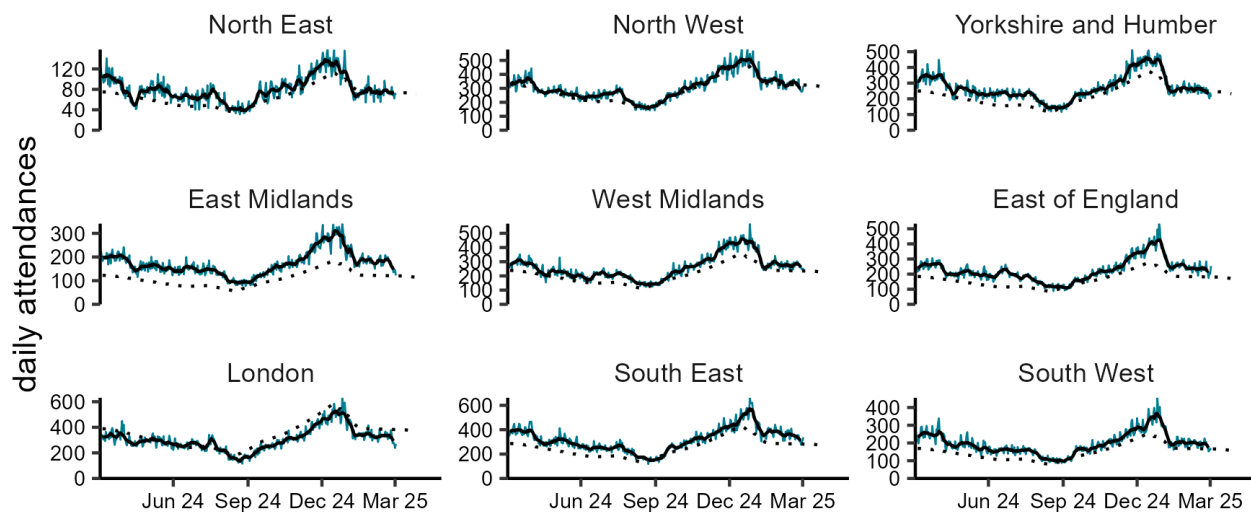 North East North West Yorkshire and Humber
120 500 500
80 400 400
40 300 300
0 200 200
100 100
0 0
East Midlands West Midlands East of England
300 500 500
200 400 400
100 300 300
0 200 200
100 100
0 0
daily attendances
London South East South West
600 600 400
400 400 300
200 200 200
0 0 100
0
Jun 24 Sep 24 Dec 24 Mar 25 Jun 24 Sep 24 Dec 24 Mar 25 Jun 24 Sep 24 Dec 24 Mar 25